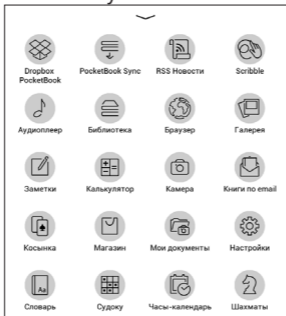 Dropbox PocketBook Sync RSS Новости Scribble
PocketBook
Аудиоплеер Библиотека Браузер Галерея
Заметки Калькулятор Камера Книги по email
Косынка Магазин Мои документы Настройки
Aa
Словарь Судоку Часы-календарь Шахматы